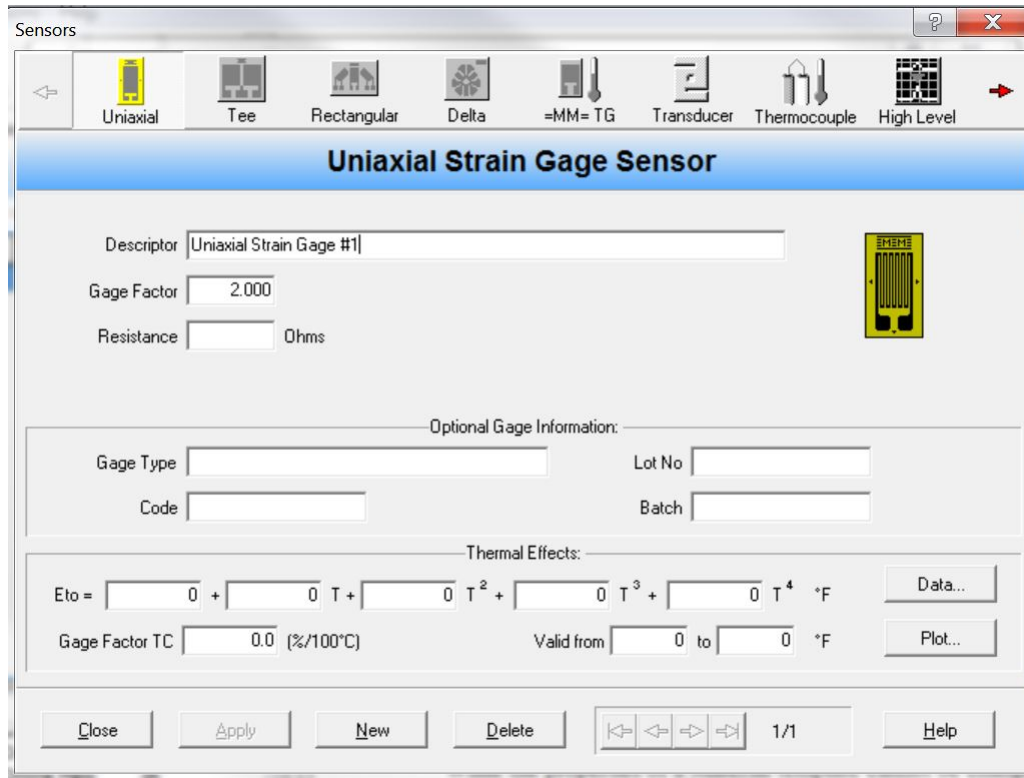 Sensors
Uniaxial Tee Rectangular Delta =MM= TG Transducer Thermocouple High Level
Uniaxial Strain Gage Sensor
Descriptor Uniaxial Strain Gage #1
Gage Factor 2.000
Resistance Ohms
Optional Gage Information:
Gage Type Lot No
Code Batch
Thermal Effects:
Eto = 0 + 0 T + 0 T² + 0 T³ + 0 T⁴ °F Data...
Gage Factor TC 0.0 (%/100°C) Valid from 0 to 0 °F Plot...
Close Apply New Delete 1/1 Help